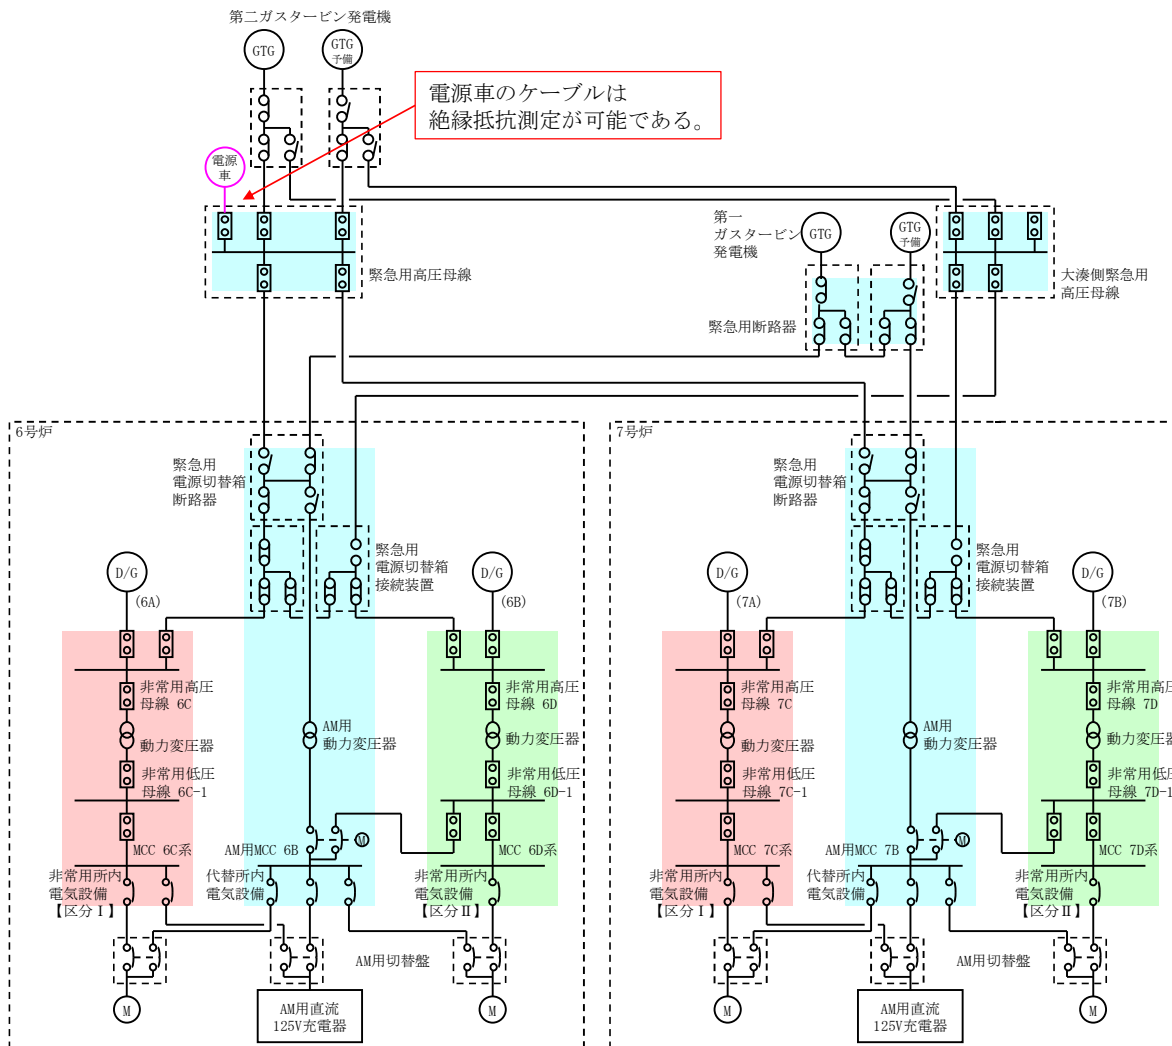 第二ガスタービン発電機
GTG
GTG
予備
電源車のケーブルは
絶縁抵抗測定が可能である。
電源
車
緊急用高圧母線
第一
ガスタービン
発電機
GTG
GTG
予備
緊急用断路器
大湊側緊急用
高圧母線
6号炉
緊急用
電源切替箱
断路器
緊急用
電源切替箱
接続装置
D/G
(6A)
D/G
(6B)
非常用高圧
母線 6C
動力変圧器
非常用低圧
母線 6C-1
MCC 6C系
AM用
動力変圧器
AM用MCC 6B
非常用高圧
母線 6D
動力変圧器
非常用低圧
母線 6D-1
MCC 6D系
M
非常用所内
電気設備
【区分Ⅰ】
代替所内
電気設備
非常用所内
電気設備
【区分Ⅱ】
AM用切替盤
M
AM用直流
125V充電器
M
7号炉
緊急用
電源切替箱
断路器
緊急用
電源切替箱
接続装置
D/G
(7A)
D/G
(7B)
非常用高圧
母線 7C
動力変圧器
非常用低圧
母線 7C-1
MCC 7C系
AM用
動力変圧器
AM用MCC 7B
非常用高圧
母線 7D
動力変圧器
非常用低圧
母線 7D-1
MCC 7D系
M
非常用所内
電気設備
【区分Ⅰ】
代替所内
電気設備
非常用所内
電気設備
【区分Ⅱ】
AM用切替盤
M
AM用直流
125V充電器
M